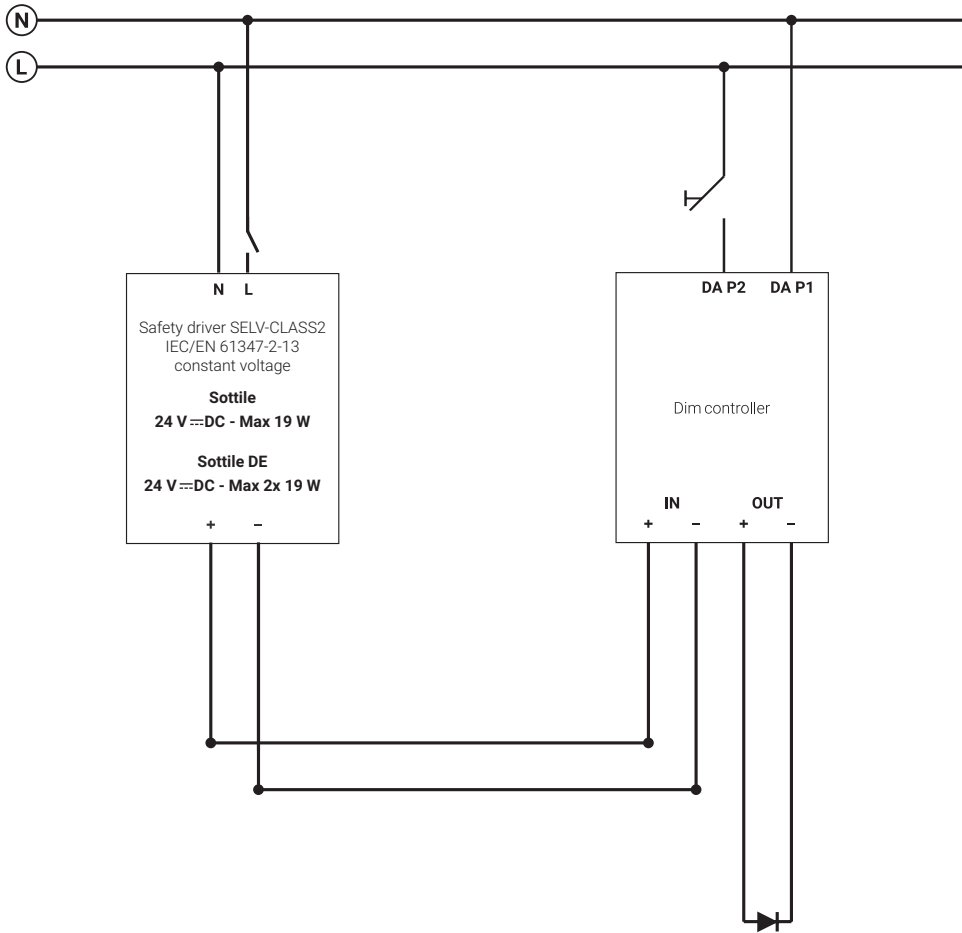 N
L
N L
Safety driver SELV-CLASS2
IEC/EN 61347-2-13
constant voltage
Sottile
24 V ⎓DC - Max 19 W
Sottile DE
24 V ⎓DC - Max 2x 19 W
+ −
DA P2 DA P1
Dim controller
IN OUT
+ − + −